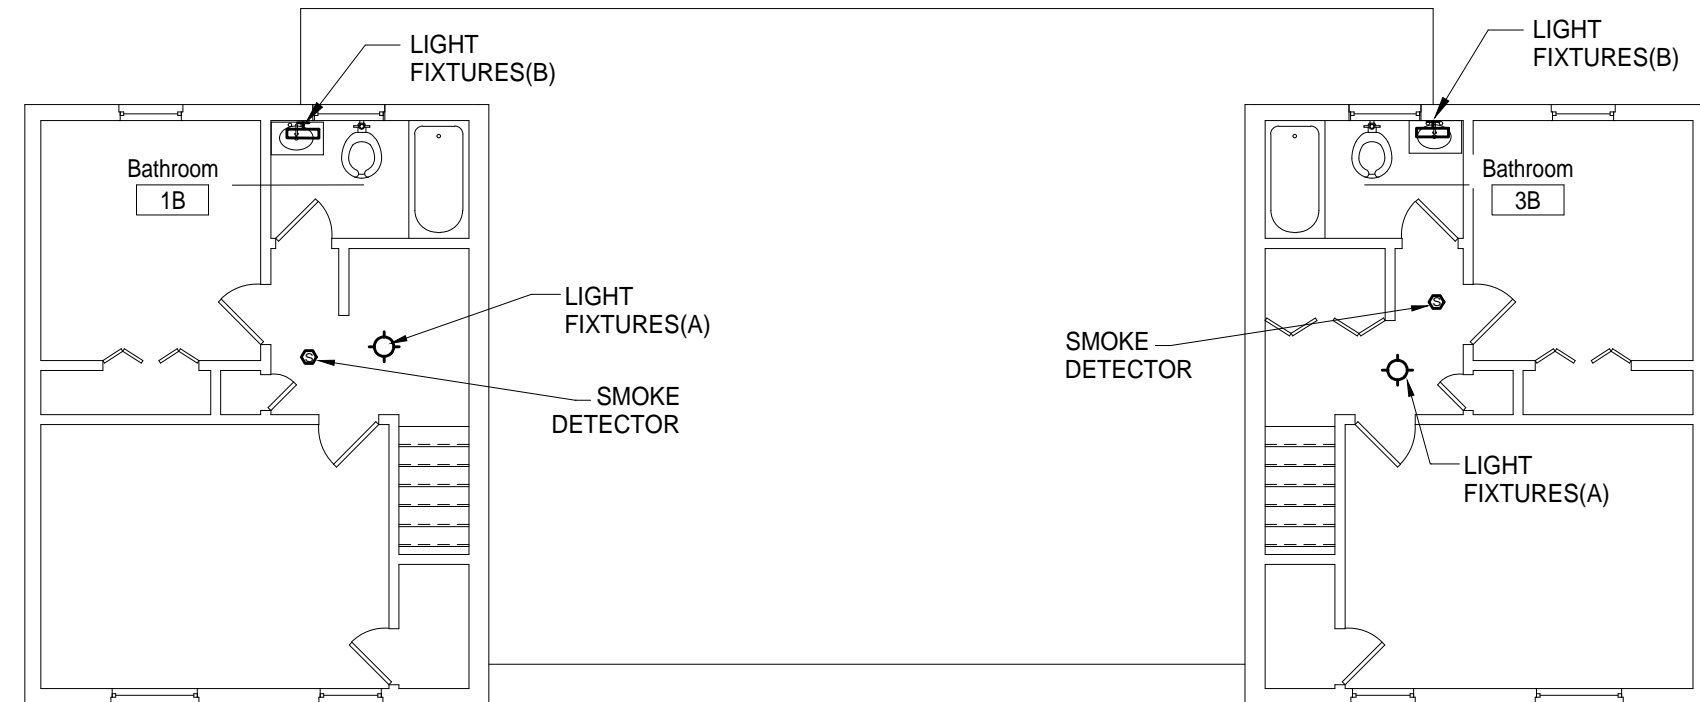 LIGHT
FIXTURES(B)
LIGHT
FIXTURES(B)
Bathroom
1B
Bathroom
3B
LIGHT
FIXTURES(A)
S
S
SMOKE
DETECTOR
SMOKE
DETECTOR
LIGHT
FIXTURES(A)